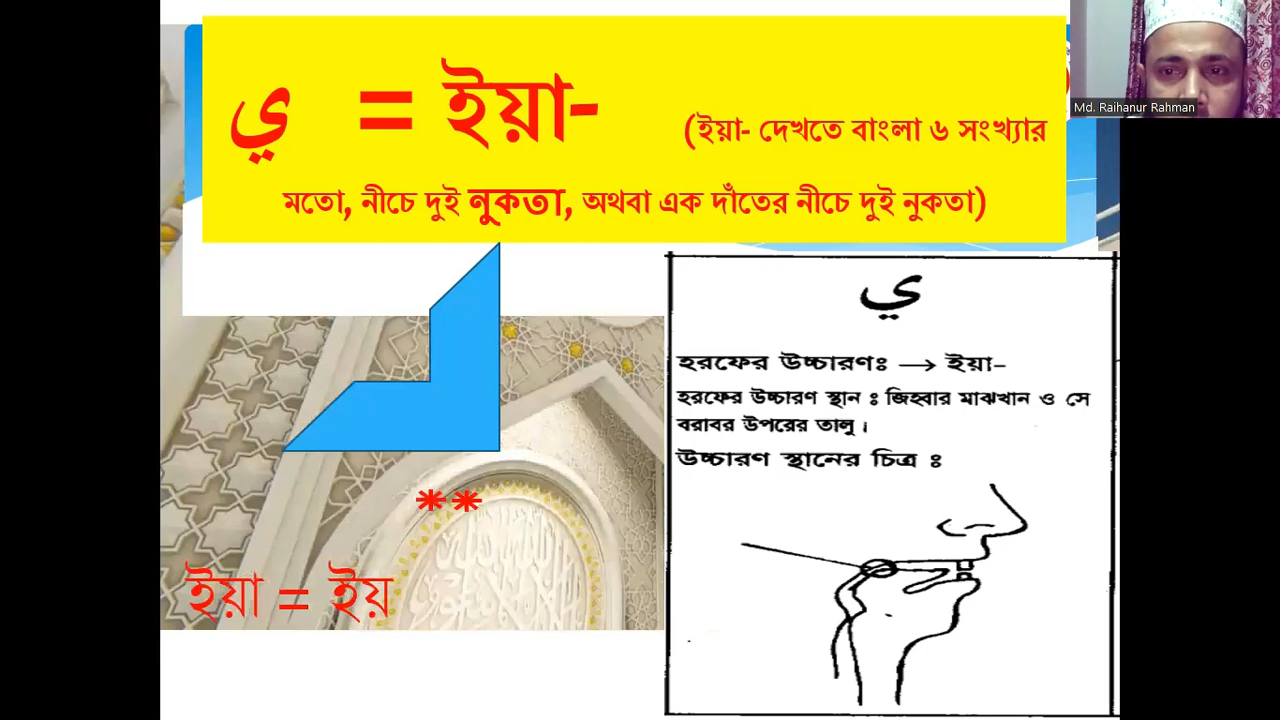 ي = ইয়া- (ইয়া- দেখতে বাংলা ৬ সংখ্যার
মতো, নীচে দুই নুকতা, অথবা এক দাঁতের নীচে দুই নুকতা)
Md. Raihanur Rahman
**
ইয়া = ইয়
ي
হরফের উচ্চারণঃ → ইয়া-
হরফের উচ্চারণ স্থান ঃ জিহ্বার মাঝখান ও সে
বরাবর উপরের তালু।
উচ্চারণ স্থানের চিত্র ঃ